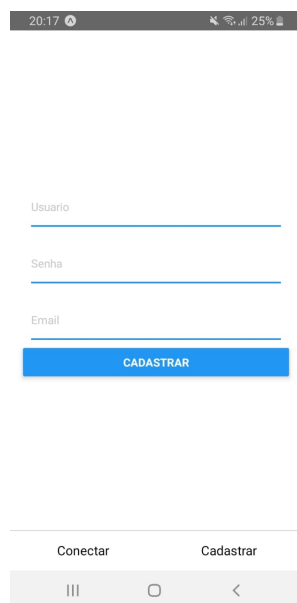 20:17 25%
Usuario
Senha
Email
CADASTRAR
Conectar Cadastrar